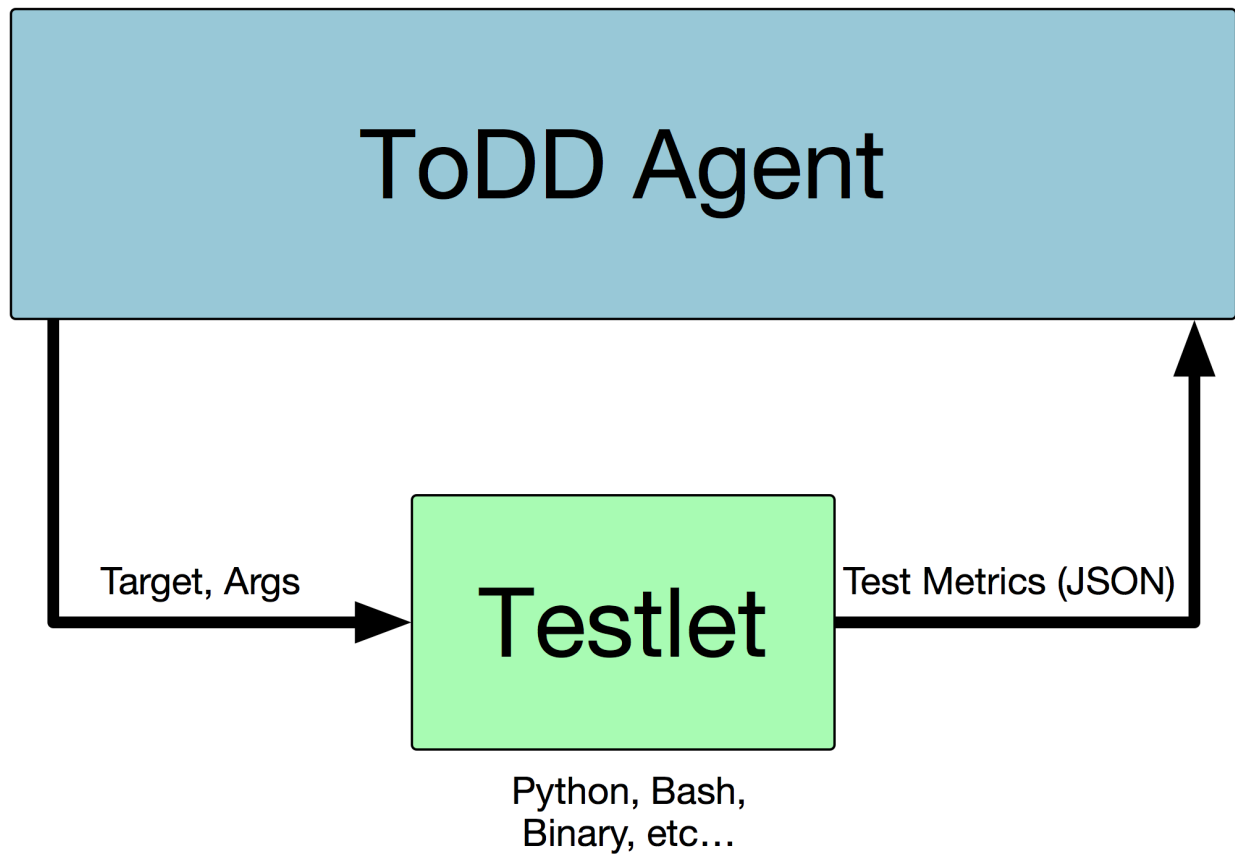 ToDD Agent
Target, Args
Testlet
Test Metrics (JSON)
Python, Bash,
Binary, etc…